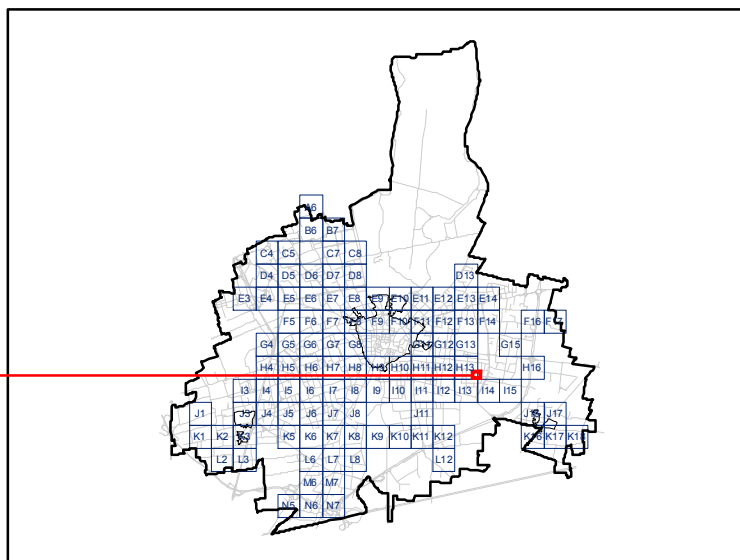 A6
B6 B7
C4 C5 C7 C8
D4 D5 D6 D7 D8 D13
E3 E4 E5 E6 E7 E8 E9 E10 E11 E12 E13 E14
F5 F6 F7 F8 F9 F10 F11 F12 F13 F14 F16
G4 G5 G6 G7 G8 G12 G13 G15
H4 H5 H6 H7 H8 H9 H10 H11 H12 H13 H16
I3 I4 I5 I6 I7 I8 I9 I10 I11 I12 I13 I14 I15
J1 J3 J4 J5 J6 J7 J8 J11 J17
K1 K2 K5 K6 K7 K8 K9 K10 K11 K12 K16 K17 K18
L2 L3 L6 L7 L8 L12
M6 M7
N5 N6 N7